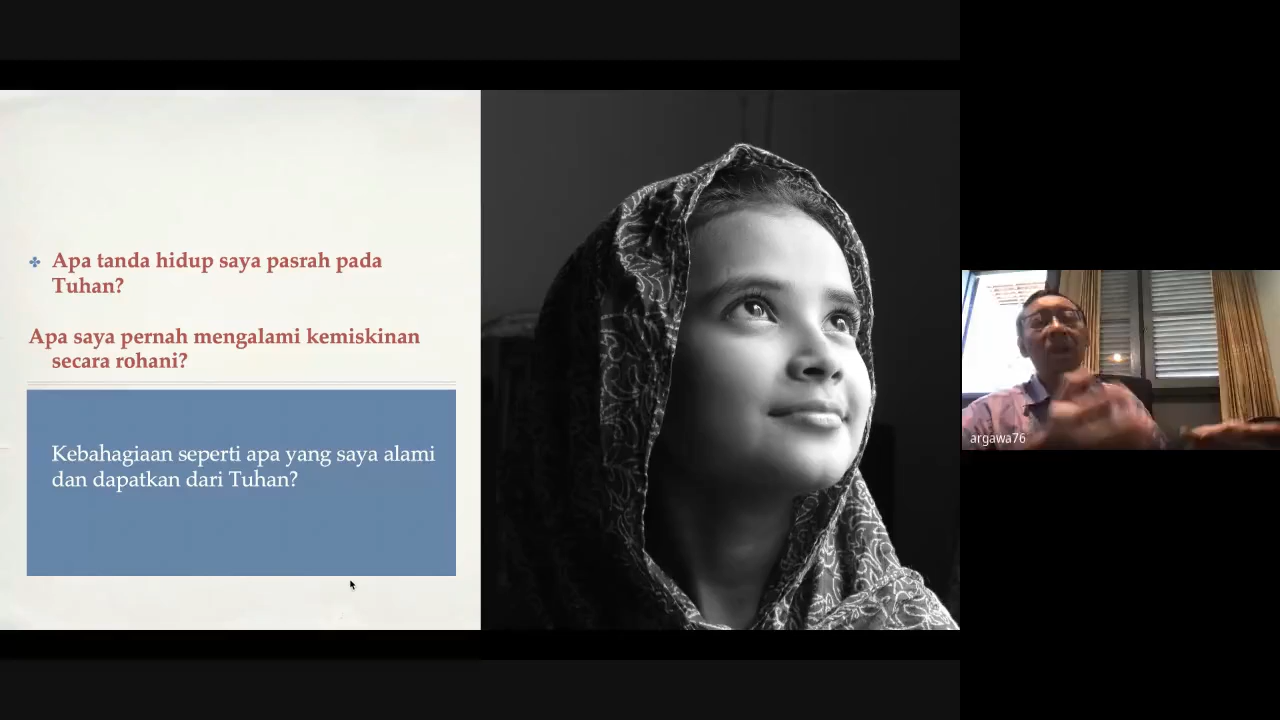 Apa tanda hidup saya pasrah pada
Tuhan?
Apa saya pernah mengalami kemiskinan
secara rohani?
Kebahagiaan seperti apa yang saya alami
dan dapatkan dari Tuhan?
argawa76